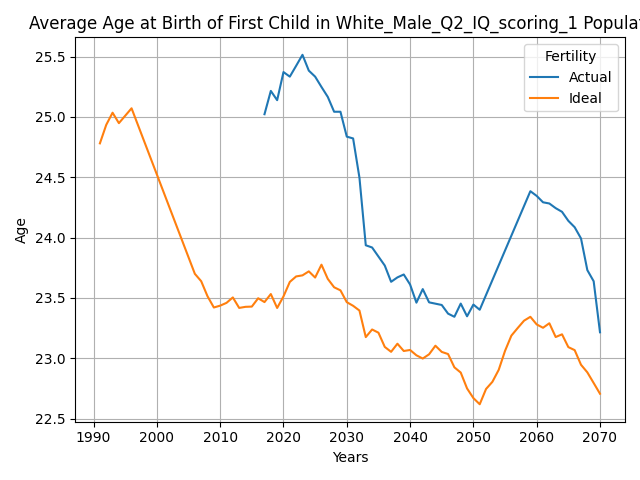 Average Age at Birth of First Child in White_Male_Q2_IQ_scoring_1 Populat
Fertility
Actual
Ideal
25.5
25.0
24.5
24.0
23.5
23.0
22.5
Age
1990 2000 2010 2020 2030 2040 2050 2060 2070
Years